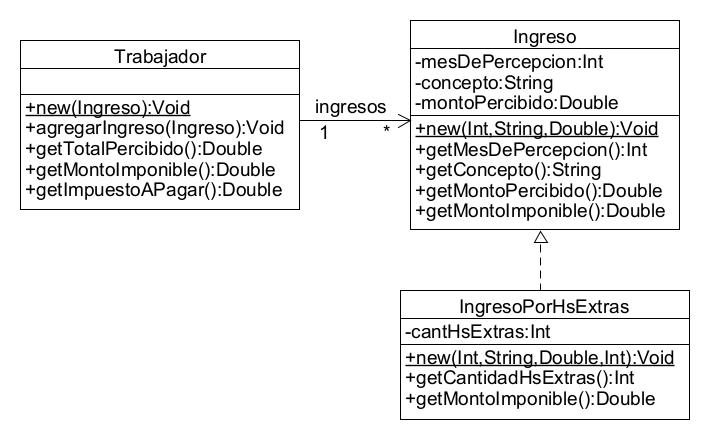 Trabajador
+new(Ingreso):Void
+agregarIngreso(Ingreso):Void
+getTotalPercibido():Double
+getMontoImponible():Double
+getImpuestoAPagar():Double
ingresos
1
*
Ingreso
-mesDePercepcion:Int
-concepto:String
-montoPercibido:Double
+new(Int,String,Double):Void
+getMesDePercepcion():Int
+getConcepto():String
+getMontoPercibido():Double
+getMontoImponible():Double
IngresoPorHsExtras
-cantHsExtras:Int
+new(Int,String,Double,Int):Void
+getCantidadHsExtras():Int
+getMontoImponible():Double